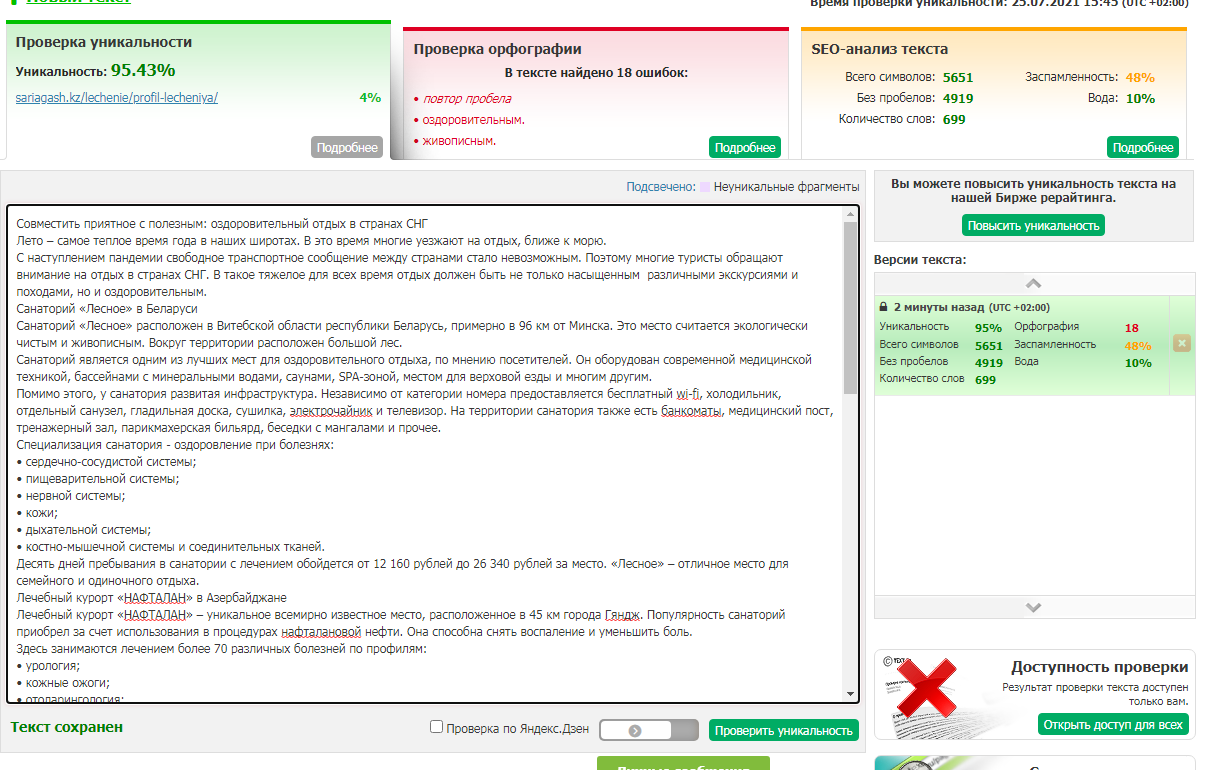 Новый текст
Время проверки уникальности: 25.07.2021 15:45 (UTC +02:00)
Проверка уникальности
Уникальность: 95.43%
sariagash.kz/lechenie/profil-lecheniya/ 4%
Подробнее
Проверка орфографии
В тексте найдено 18 ошибок:
• повтор пробела
• оздоровительным.
• живописным.
Подробнее
SEO-анализ текста
Всего символов: 5651 Заспамленность: 48%
Без пробелов: 4919 Вода: 10%
Количество слов: 699
Подробнее
Подсвечено: Неуникальные фрагменты
Совместить приятное с полезным: оздоровительный отдых в странах СНГ
Лето – самое теплое время года в наших широтах. В это время многие уезжают на отдых, ближе к морю.
С наступлением пандемии свободное транспортное сообщение между странами стало невозможным. Поэтому многие туристы обращают
внимание на отдых в странах СНГ. В такое тяжелое для всех время отдых должен быть не только насыщенным  различными экскурсиями и
походами, но и оздоровительным.
Санаторий «Лесное» в Беларуси
Санаторий «Лесное» расположен в Витебской области республики Беларусь, примерно в 96 км от Минска. Это место считается экологически
чистым и живописным. Вокруг территории расположен большой лес.
Санаторий является одним из лучших мест для оздоровительного отдыха, по мнению посетителей. Он оборудован современной медицинской
техникой, бассейнами с минеральными водами, саунами, SPA-зоной, местом для верховой езды и многим другим.
Помимо этого, у санатория развитая инфраструктура. Независимо от категории номера предоставляется бесплатный wi-fi, холодильник,
отдельный санузел, гладильная доска, сушилка, электрочайник и телевизор. На территории санатория также есть банкоматы, медицинский пост,
тренажерный зал, парикмахерская бильярд, беседки с мангалами и прочее.
Специализация санатория - оздоровление при болезнях:
• сердечно-сосудистой системы;
• пищеварительной системы;
• нервной системы;
• кожи;
• дыхательной системы;
• костно-мышечной системы и соединительных тканей.
Десять дней пребывания в санатории с лечением обойдется от 12 160 рублей до 26 340 рублей за место. «Лесное» – отличное место для
семейного и одиночного отдыха.
Лечебный курорт «НАФТАЛАН» в Азербайджане
Лечебный курорт «НАФТАЛАН» – уникальное всемирно известное место, расположенное в 45 км города Гяндж. Популярность санаторий
приобрел за счет использования в процедурах нафталановой нефти. Она способна снять воспаление и уменьшить боль.
Здесь занимаются лечением более 70 различных болезней по профилям:
• урология;
• кожные ожоги;
• отоларингология;
Текст сохранен
Проверка по Яндекс.Дзен
Проверить уникальность
Вы можете повысить уникальность текста на
нашей Бирже рерайтинга.
Повысить уникальность
Версии текста:
2 минуты назад (UTC +02:00)
Уникальность 95% Орфография 18
Всего символов 5651 Заспамленность 48%
Без пробелов 4919 Вода 10%
Количество слов 699
Доступность проверки
Результат проверки текста доступен
только вам.
Открыть доступ для всех